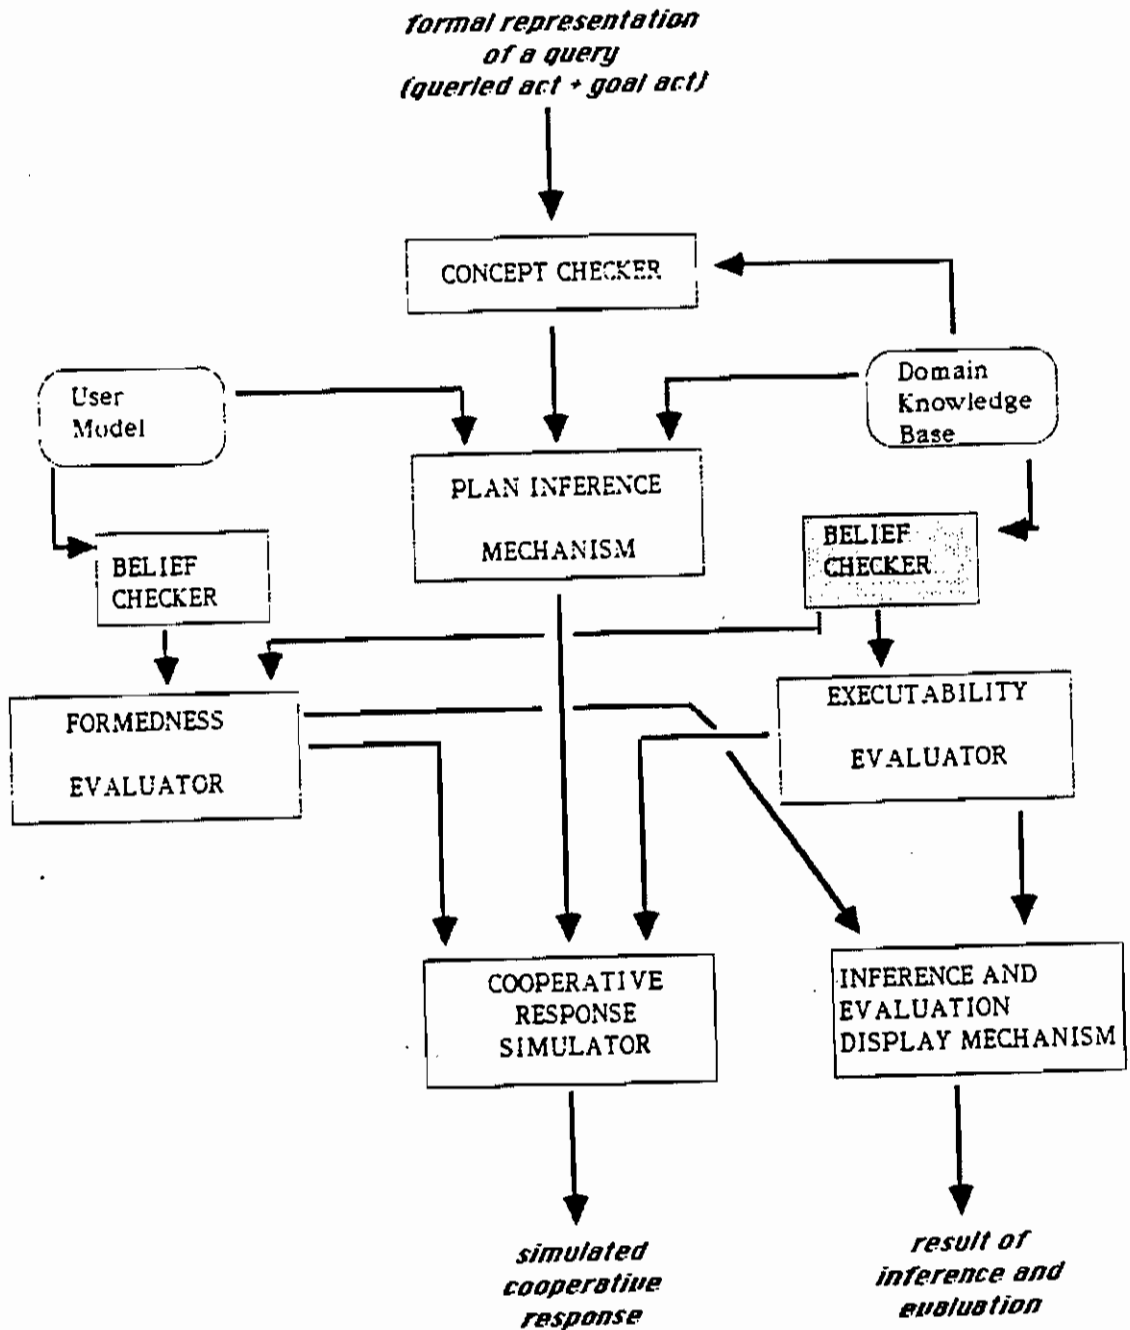 formal representation
of a query
(queried act + goal act)
CONCEPT CHECKER
User
Model
Domain
Knowledge
Base
PLAN INFERENCE
MECHANISM
BELIEF
CHECKER
BELIEF
CHECKER
FORMEDNESS
EVALUATOR
EXECUTABILITY
EVALUATOR
COOPERATIVE
RESPONSE
SIMULATOR
INFERENCE AND
EVALUATION
DISPLAY MECHANISM
simulated
cooperative
response
result of
inference and
evaluation